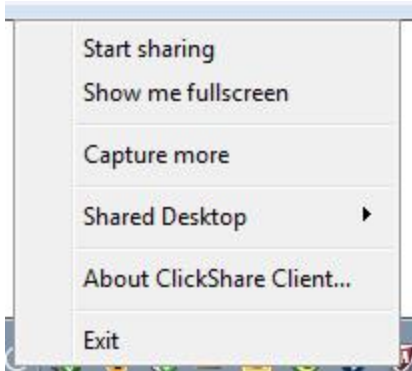 Start sharing
Show me fullscreen
Capture more
Shared Desktop
About ClickShare Client...
Exit